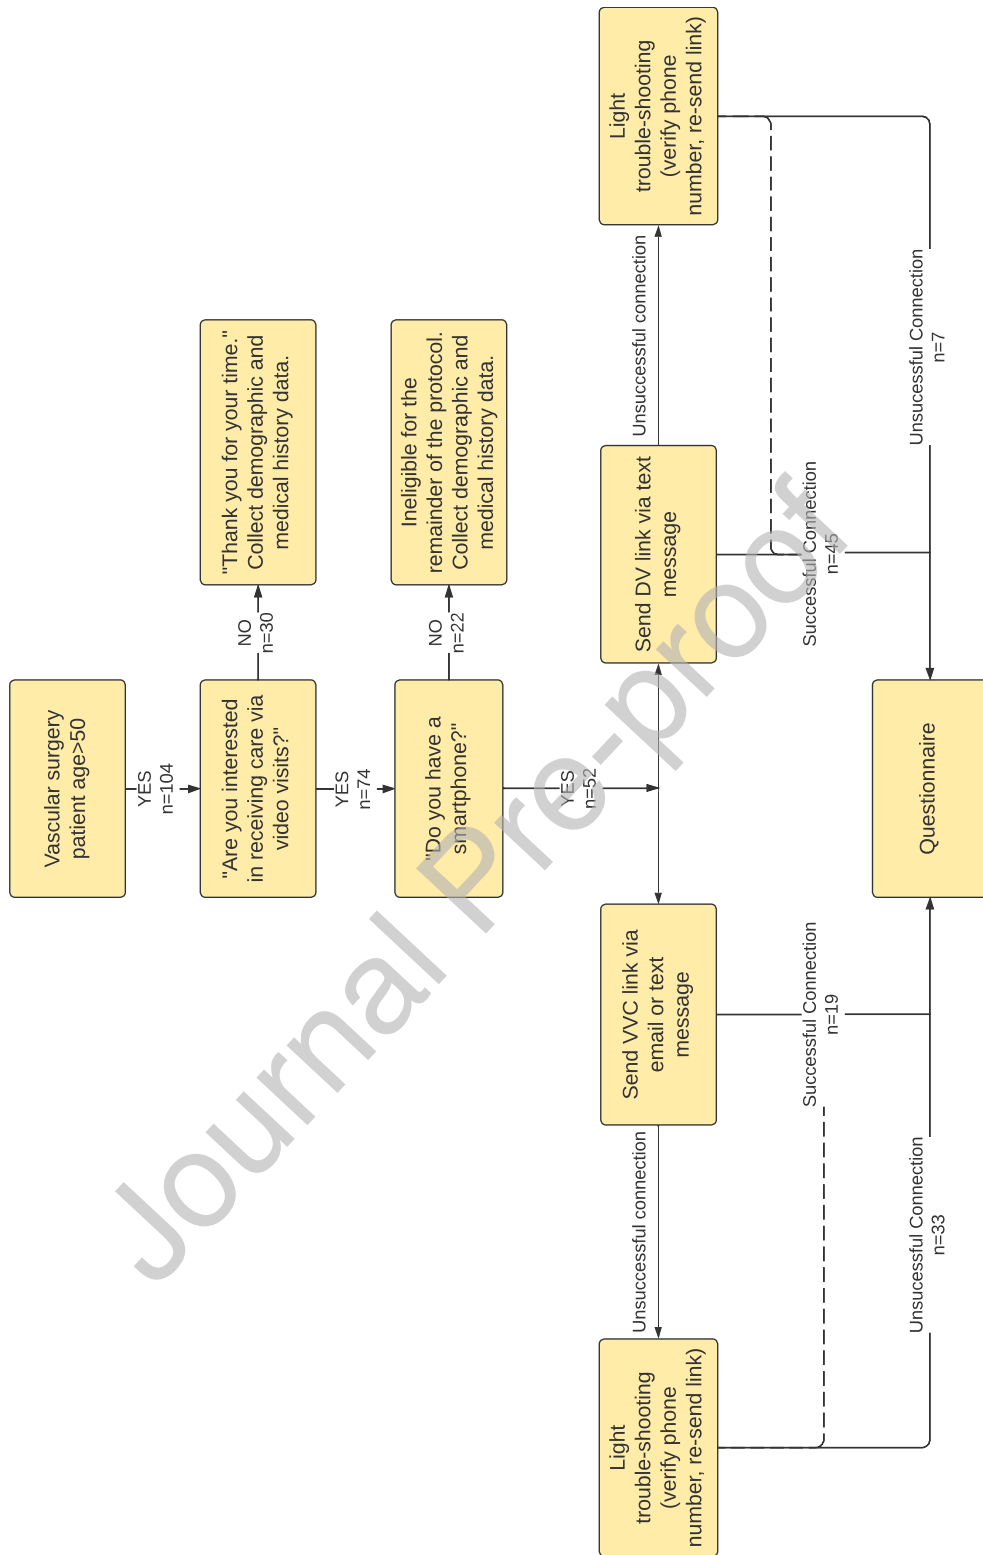 Vascular surgery
patient age>50
YES
n=104
"Are you interested
in receiving care via
video visits?"
NO
n=30
"Thank you for your time."
Collect demographic and
medical history data.
YES
n=74
"Do you have a
smartphone?"
NO
n=22
Ineligible for the
remainder of the protocol.
Collect demographic and
medical history data.
YES
n=52
Light
trouble-shooting
(verify phone
number, re-send link)
Unsuccessful connection
Send VVC link via
email or text
message
Send DV link via text
message
Unsuccessful connection
Light
trouble-shooting
(verify phone
number, re-send link)
Successful Connection
n=19
Successful Connection
n=45
Unsucessful Connection
n=33
Unsucessful Connection
n=7
Questionnaire
Journal Pre-proof